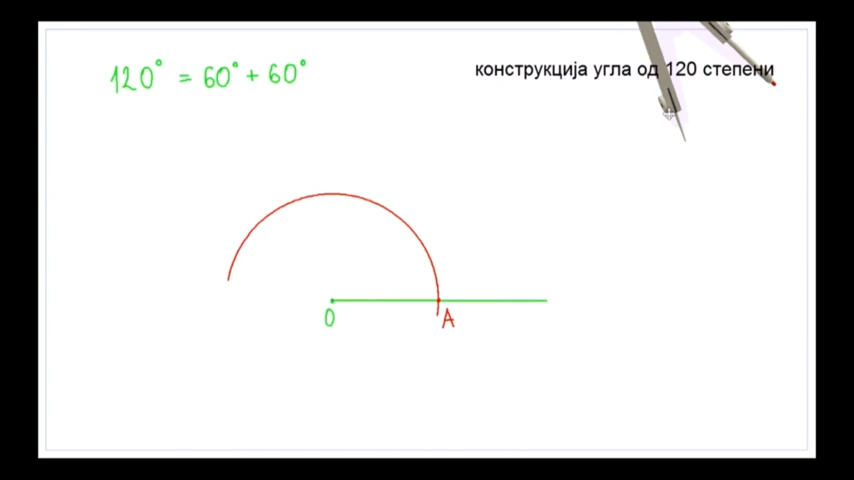 120° = 60° + 60°
конструкција угла од 120 степени
O
A